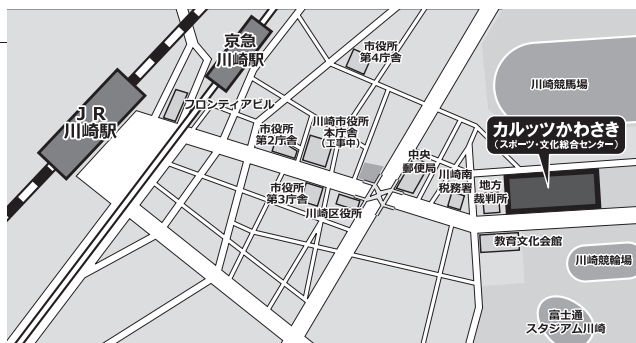 京急
川崎駅
市役所
第4庁舎
川崎競馬場
JR
川崎駅
フロンティアビル
カルッツかわさき
(スポーツ・文化総合センター)
川崎市役所
本庁舎
(工事中)
市役所
第2庁舎
中央
郵便局
川崎南
税務署
地方
裁判所
市役所
第3庁舎
川崎区役所
教育文化会館
川崎競輪場
富士通
スタジアム川崎